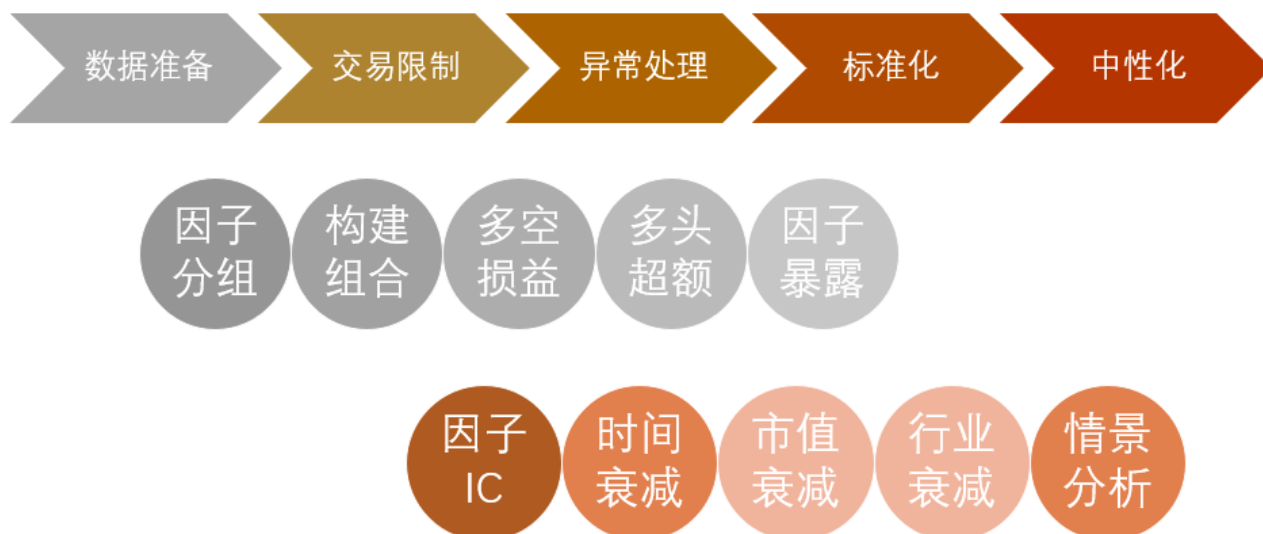 数据准备
交易限制
异常处理
标准化
中性化
因子
分组
构建
组合
多空
损益
多头
超额
因子
暴露
因子
IC
时间
衰减
市值
衰减
行业
衰减
情景
分析